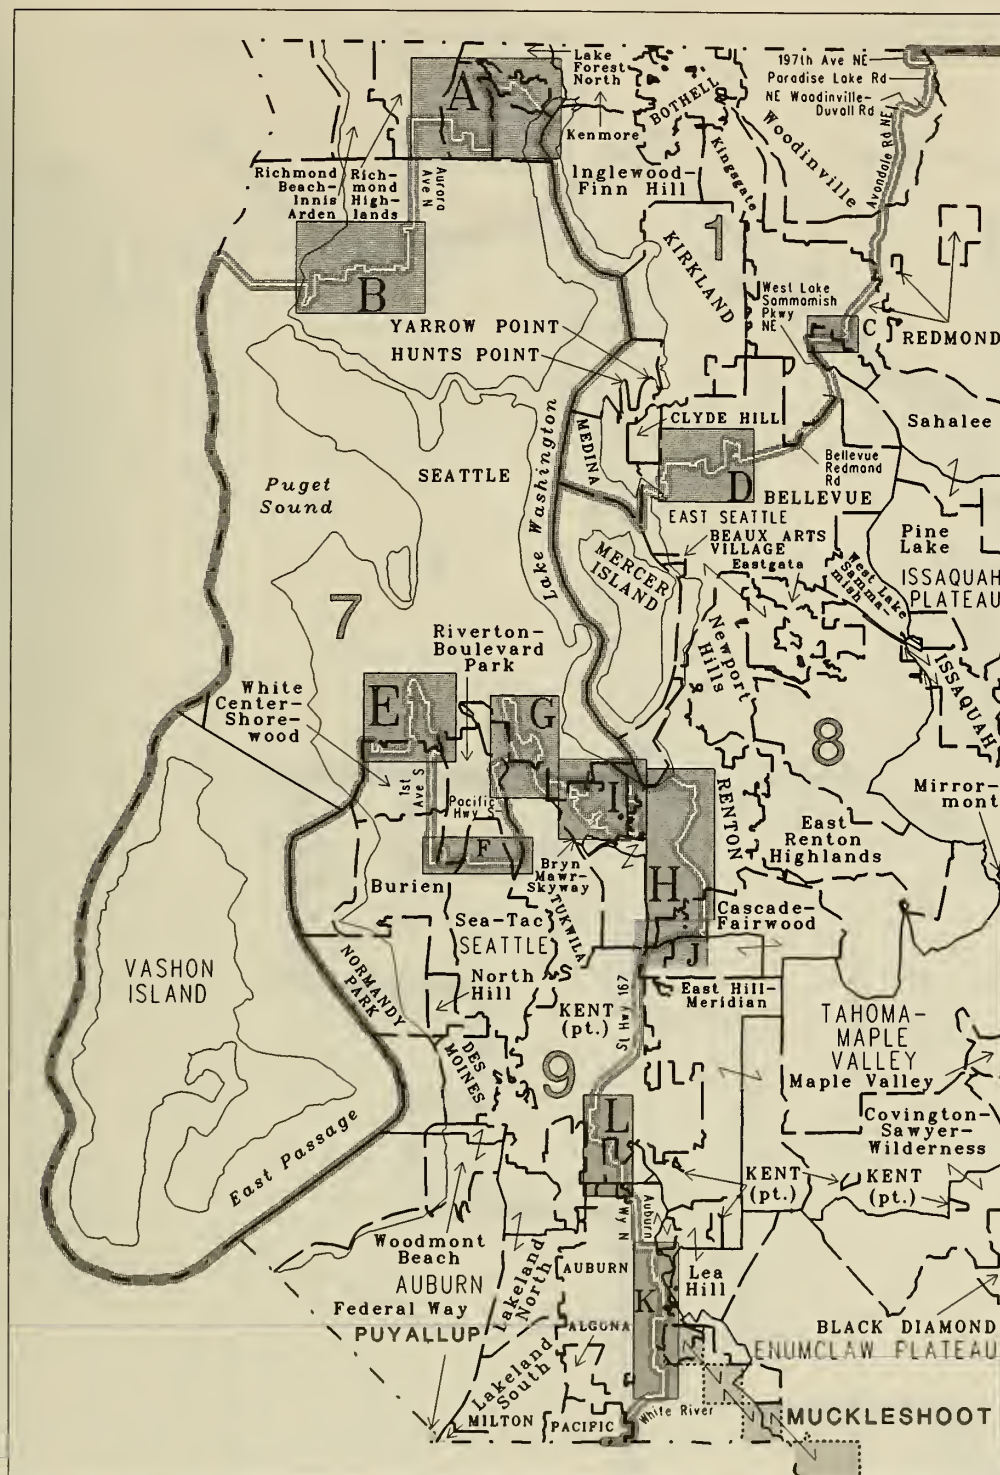 197th Ave NE
Paradise Lake Rd
NE Woodinville-
Duvall Rd
Lake
Forest
North
A
BOTHELL
Kenmore
Woodinville
Kingsgate
Avondale Rd NE
Richmond
Beach-
Innis
Arden
Rich-
mond
High-
lands
Aurora
Ave N
Inglewood-
Finn Hill
1
KIRKLAND
B
West Lake
Sammamish
Pkwy
NE
C
REDMOND
YARROW POINT
HUNTS POINT
CLYDE HILL
Sahalee
MEDINA
Lake Washington
SEATTLE
Puget
Sound
D
Bellevue
Redmond
Rd
BELLEVUE
EAST SEATTLE
BEAUX ARTS
VILLAGE
Eastgata
Pine
Lake
ISSAQUAH
PLATEAU
MERCER
ISLAND
West Lake
Samma-
mish
7
Newport
Hills
ISSAQUAH
Riverton-
Boulevard
Park
White
Center-
Shore-
wood
E
G
8
1st
Ave S
Pacific
Hwy S
I
RENTON
Mirror-
mont
East
Renton
Highlands
F
Bryn
Mawr-
Skyway
H
Burien
TUKWILA
Cascade-
Fairwood
Sea-Tac
SEATTLE
J
VASHON
ISLAND
NORMANDY
PARK
North
Hill
S
KENT
(pt.)
St Hwy 167
East Hill-
Meridian
TAHOMA-
MAPLE
VALLEY
Maple Valley
DES
MOINES
9
L
Covington-
Sawyer-
Wilderness
East Passage
KENT
(pt.)
KENT
(pt.)
Auburn
Wy N
Woodmont
Beach
AUBURN
Federal Way
PUYALLUP
Lakeland
North
AUBURN
Lea
Hill
K
ALGONA
BLACK DIAMOND
ENUMCLAW PLATEAU
Lakeland
South
MILTON
PACIFIC
White River
MUCKLESHOOT